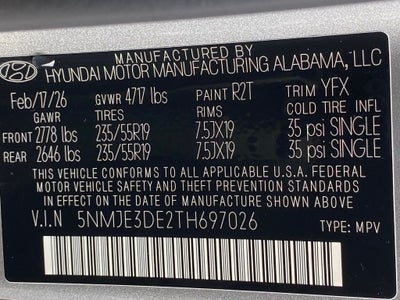 MANUFACTURED BY
HYUNDAI MOTOR MANUFACTURING ALABAMA, LLC
Feb/17/26 GVWR 4717 lbs PAINT R2T TRIM YFX
GAWR TIRES RIMS COLD TIRE INFL
FRONT 2778 lbs 235/55R19 7.5JX19 35 psi SINGLE
REAR 2646 lbs 235/55R19 7.5JX19 35 psi SINGLE
THIS VEHICLE CONFORMS TO ALL APPLICABLE U.S.A. FEDERAL
MOTOR VEHICLE SAFETY AND THEFT PREVENTION STANDARDS
IN EFFECT ON THE DATE OF MANUFACTURE SHOWN ABOVE.
V.I.N 5NMJE3DE2TH697026 TYPE: MPV